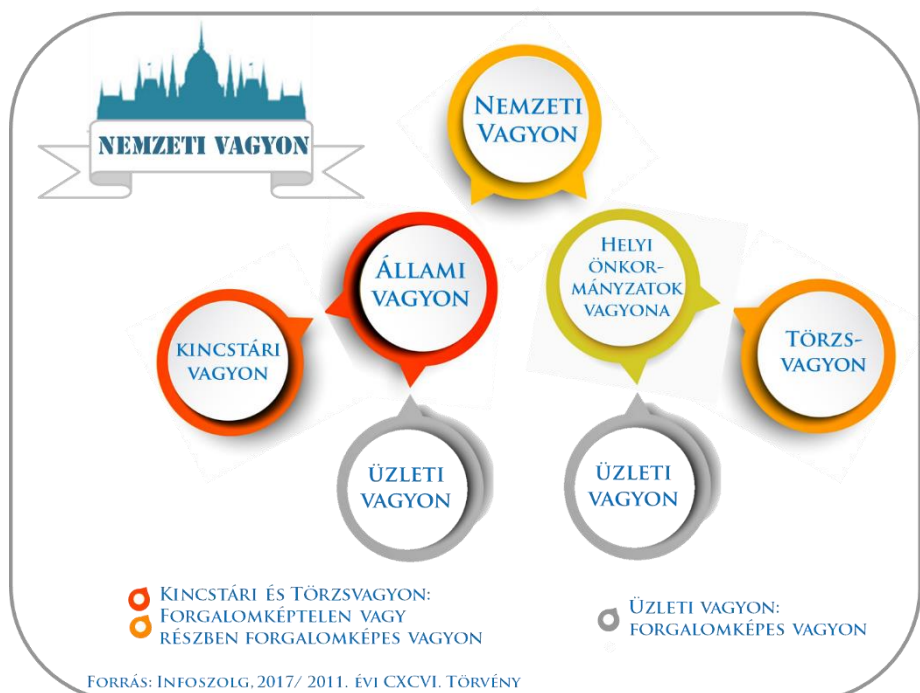 NEMZETI VAGYON
NEMZETI
VAGYON
ÁLLAMI
VAGYON
HELYI
ÖNKOR-
MÁNYZATOK
VAGYONA
KINCSTÁRI
VAGYON
TÖRZS-
VAGYON
ÜZLETI
VAGYON
ÜZLETI
VAGYON
KINCSTÁRI ÉS TÖRZSVAGYON:
FORGALOMKÉPTELEN VAGY
RÉSZBEN FORGALOMKÉPES VAGYON
ÜZLETI VAGYON:
FORGALOMKÉPES VAGYON
FORRÁS: INFOSZOLG, 2017/ 2011. ÉVI CXCVI. TÖRVÉNY